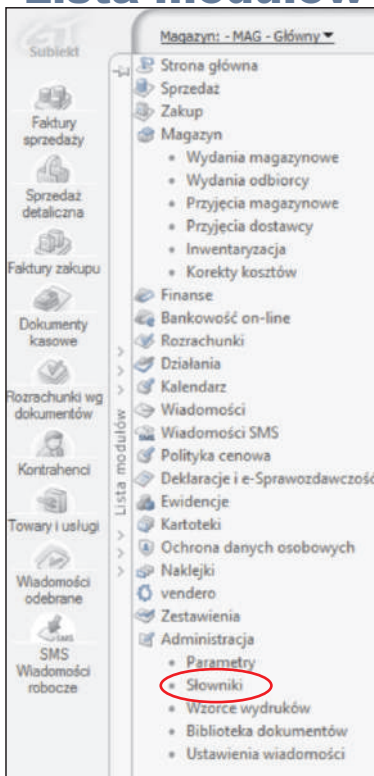 Lista modułów
Subiekt
Faktury
sprzedaży
Sprzedaż
detaliczna
Faktury zakupu
Dokumenty
kasowe
Rozrachunki wg
dokumentów
Kontrahenci
Towary i usługi
Wiadomości
odebrane
SMS
SMS
Wiadomości
robocze
Lista modułów
Magazyn: - MAG - Główny
Strona główna
Sprzedaż
Zakup
Magazyn
Wydania magazynowe
Wydania odbiorcy
Przyjęcia magazynowe
Przyjęcia dostawcy
Inwentaryzacja
Korekty kosztów
Finanse
Bankowość on-line
Rozrachunki
Działania
Kalendarz
Wiadomości
Wiadomości SMS
Polityka cenowa
Deklaracje i e-Sprawozdawczość
Ewidencje
Kartoteki
Ochrona danych osobowych
Naklejki
vendero
Zestawienia
Administracja
Parametry
Słowniki
Wzorce wydruków
Biblioteka dokumentów
Ustawienia wiadomości